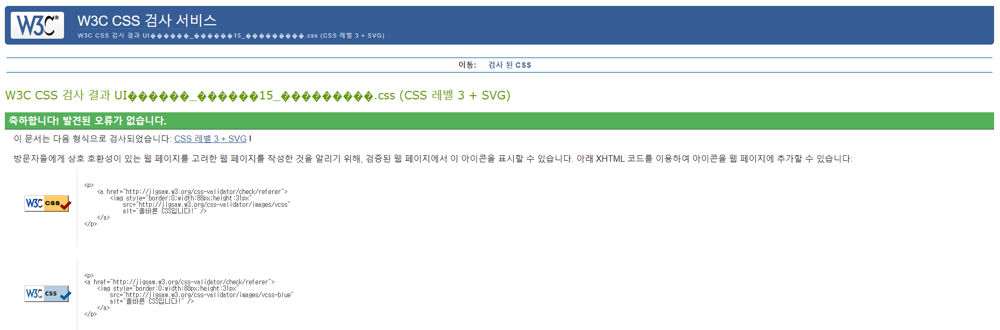 W3C®
W3C CSS 검사 서비스
W3C CSS 검사 결과 UI������_������15_���������.css (CSS 레벨 3 + SVG)
이동: 검사 된 CSS
W3C CSS 검사 결과 UI������_������15_���������.css (CSS 레벨 3 + SVG)
축하합니다! 발견된 오류가 없습니다.
이 문서는 다음 형식으로 검사되었습니다: CSS 레벨 3 + SVG !
방문자들에게 상호 호환성이 있는 웹 페이지를 고려한 웹 페이지를 작성한 것을 알리기 위해, 검증된 웹 페이지에서 이 아이콘을 표시할 수 있습니다. 아래 XHTML 코드를 이용하여 아이콘을 웹 페이지에 추가할 수 있습니다:
W3C css
<p>
<a href="http://jigsaw.w3.org/css-validator/check/referer">
<img style="border:0;width:88px;height:31px"
src="http://jigsaw.w3.org/css-validator/images/vcss"
alt="올바른 CSS입니다!" />
</a>
</p>
W3C css
<p>
<a href="http://jigsaw.w3.org/css-validator/check/referer">
<img style="border:0;width:88px;height:31px"
src="http://jigsaw.w3.org/css-validator/images/vcss-blue"
alt="올바른 CSS입니다!" />
</a>
</p>